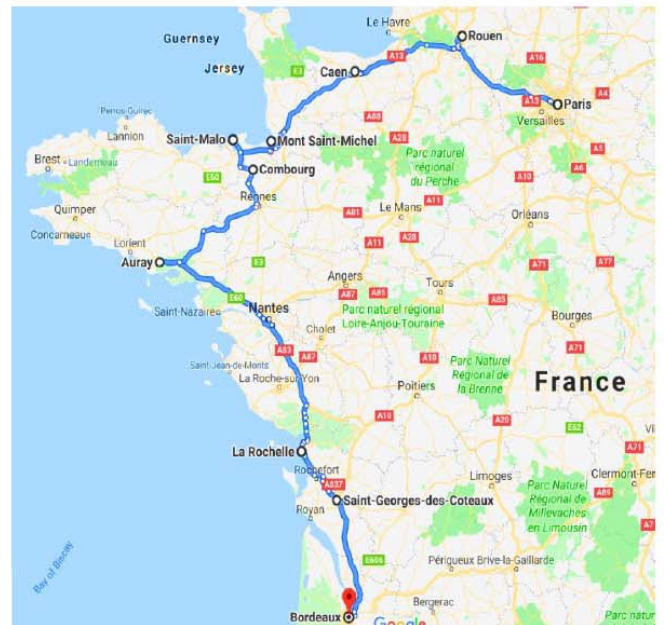 Le Havre
Rouen
Guernsey
A13
A16
Jersey
E3
Caen
A4
A13
Paris
Versailles
Perros-Guirec
A88
Lannion
Saint-Malo
Mont Saint-Michel
A28
A5
Brest
Landerneau
Combourg
Parc naturel
régional
du Perche
A10
A6
E50
Rennes
Quimper
A11
Le Mans
A81
Orléans
Concarneau
Lorient
A11
A28
Auray
E3
A71
A77
Angers
E60
Tours
Saint-Nazaire
A87
A85
A85
Nantes
Parc naturel régional
Loire-Anjou-Touraine
Bourges
Cholet
A83
A87
A71
Saint-Jean-de-Monts
A10
Parc Naturel
Régional de
la Brenne
La Roche-sur-Yon
France
Poitiers
A10
A20
E62
A71
La Rochelle
Rochefort
A837
Limoges
Clermont-Fer
Saint-Georges-des-Coteaux
Parc Naturel
Régional de
Millevaches
en Limousin
A89
Royan
A7
Bay of Biscay
E606
Périgueux
Brive-la-Gaillarde
Bordeaux
Bergerac
Google